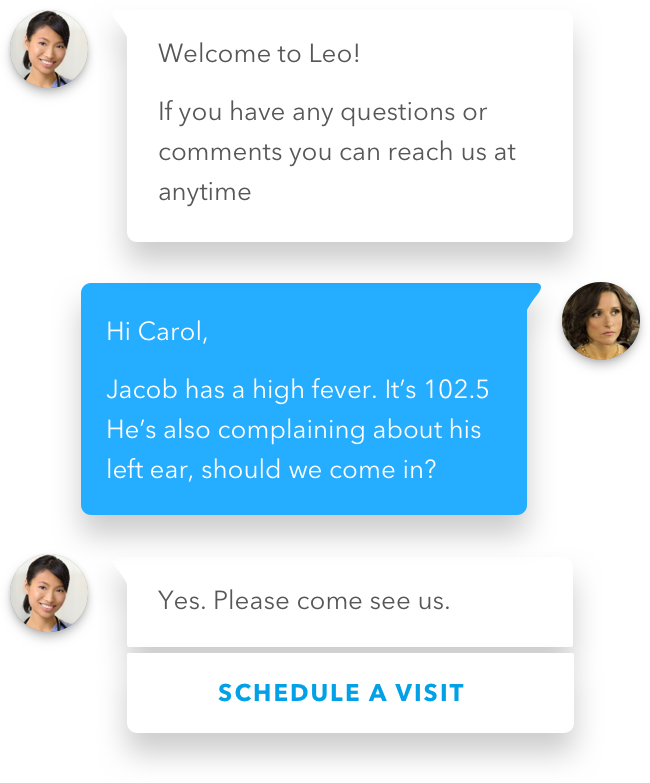 Welcome to Leo!
If you have any questions or
comments you can reach us at
anytime
Hi Carol,
Jacob has a high fever. It’s 102.5
He’s also complaining about his
left ear, should we come in?
Yes. Please come see us.
SCHEDULE A VISIT